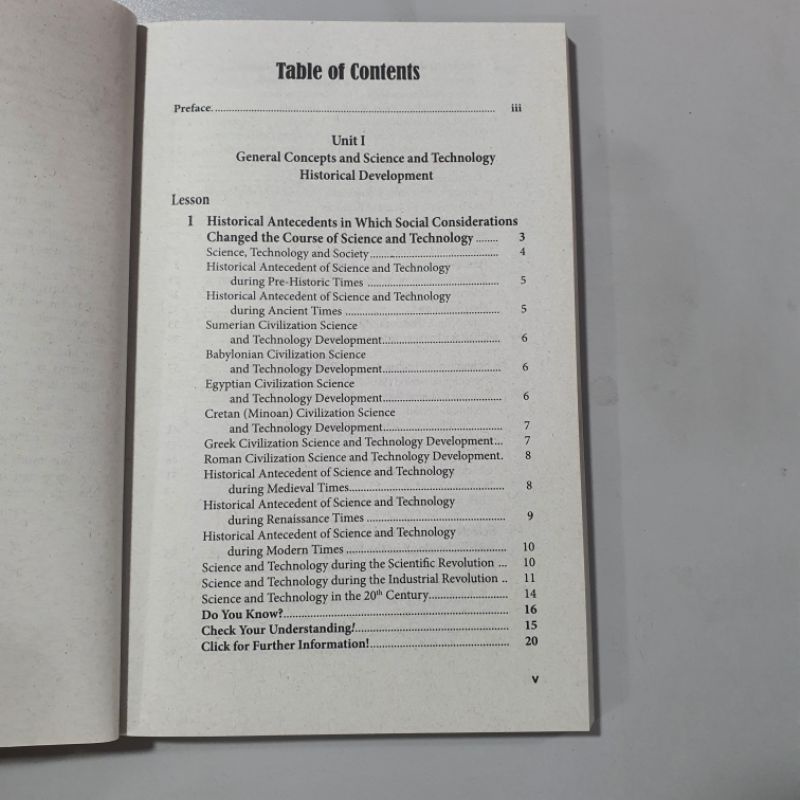 Table of Contents
Preface.......... iii
Unit I
General Concepts and Science and Technology
Historical Development
Lesson
1 Historical Antecedents in Which Social Considerations
Changed the Course of Science and Technology ........ 3
Science, Technology and Society.......... 4
Historical Antecedent of Science and Technology
during Pre-Historic Times .......... 5
Historical Antecedent of Science and Technology
during Ancient Times .......... 5
Sumerian Civilization Science
and Technology Development.......... 6
Babylonian Civilization Science
and Technology Development.......... 6
Egyptian Civilization Science
and Technology Development.......... 6
Cretan (Minoan) Civilization Science
and Technology Development.......... 7
Greek Civilization Science and Technology Development... 7
Roman Civilization Science and Technology Development. 8
Historical Antecedent of Science and Technology
during Medieval Times.......... 8
Historical Antecedent of Science and Technology
during Renaissance Times .......... 9
Historical Antecedent of Science and Technology
during Modern Times .......... 10
Science and Technology during the Scientific Revolution ... 10
Science and Technology during the Industrial Revolution .. 11
Science and Technology in the 20th Century.......... 14
Do You Know?.......... 16
Check Your Understanding!.......... 15
Click for Further Information!.......... 20
v